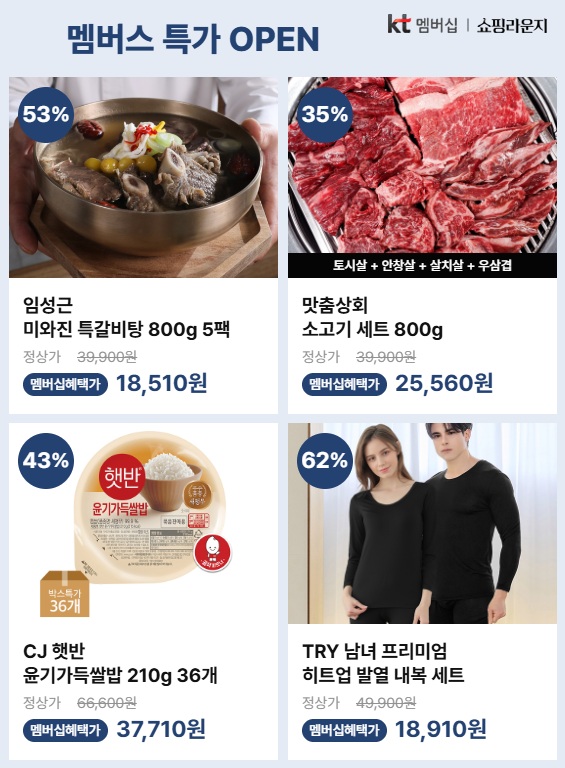 멤버스 특가 OPEN
kt 멤버십 | 쇼핑라운지
53%
임성근
미와진 특갈비탕 800g 5팩
정상가 39,900원
멤버십혜택가 18,510원
35%
토시살 + 안창살 + 살치살 + 우삼겹
맛춤상회
소고기 세트 800g
정상가 39,900원
멤버십혜택가 25,560원
43%
햇반
윤기가득쌀밥
박스특가
36개
CJ 햇반
윤기가득쌀밥 210g 36개
정상가 66,600원
멤버십혜택가 37,710원
62%
TRY 남녀 프리미엄
히트업 발열 내복 세트
정상가 49,900원
멤버십혜택가 18,910원